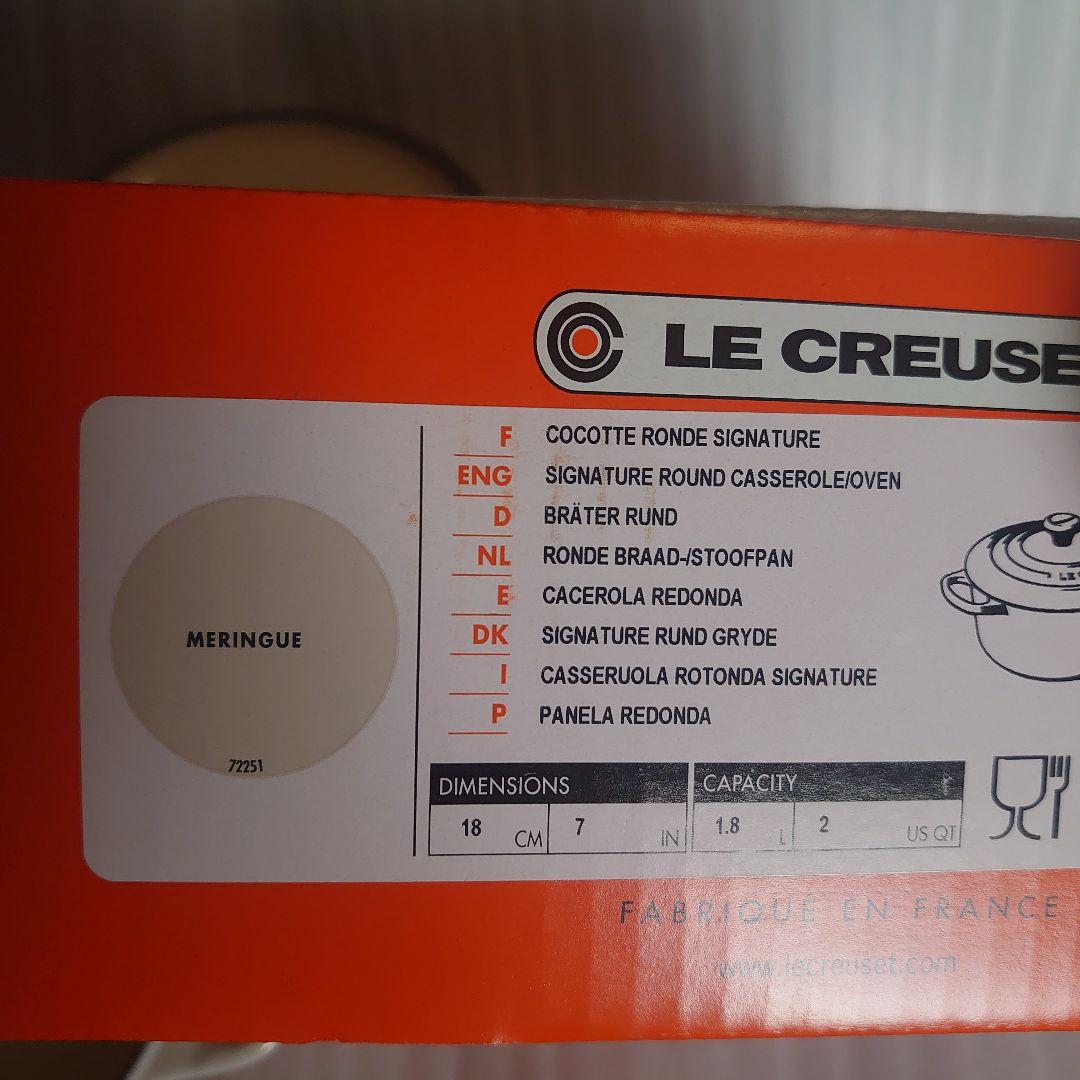 LE CREUSET
F COCOTTE RONDE SIGNATURE
ENG SIGNATURE ROUND CASSEROLE/OVEN
D BRÄTER RUND
NL RONDE BRAAD-/STOOFPAN
E CACEROLA REDONDA
DK SIGNATURE RUND GRYDE
I CASSERUOLA ROTONDA SIGNATURE
P PANELA REDONDA
MERINGUE
72251
DIMENSIONS CAPACITY
18 CM 7 IN 1.8 L 2 US QT
FABRIQUÉ EN FRANCE
www.lecreuset.com